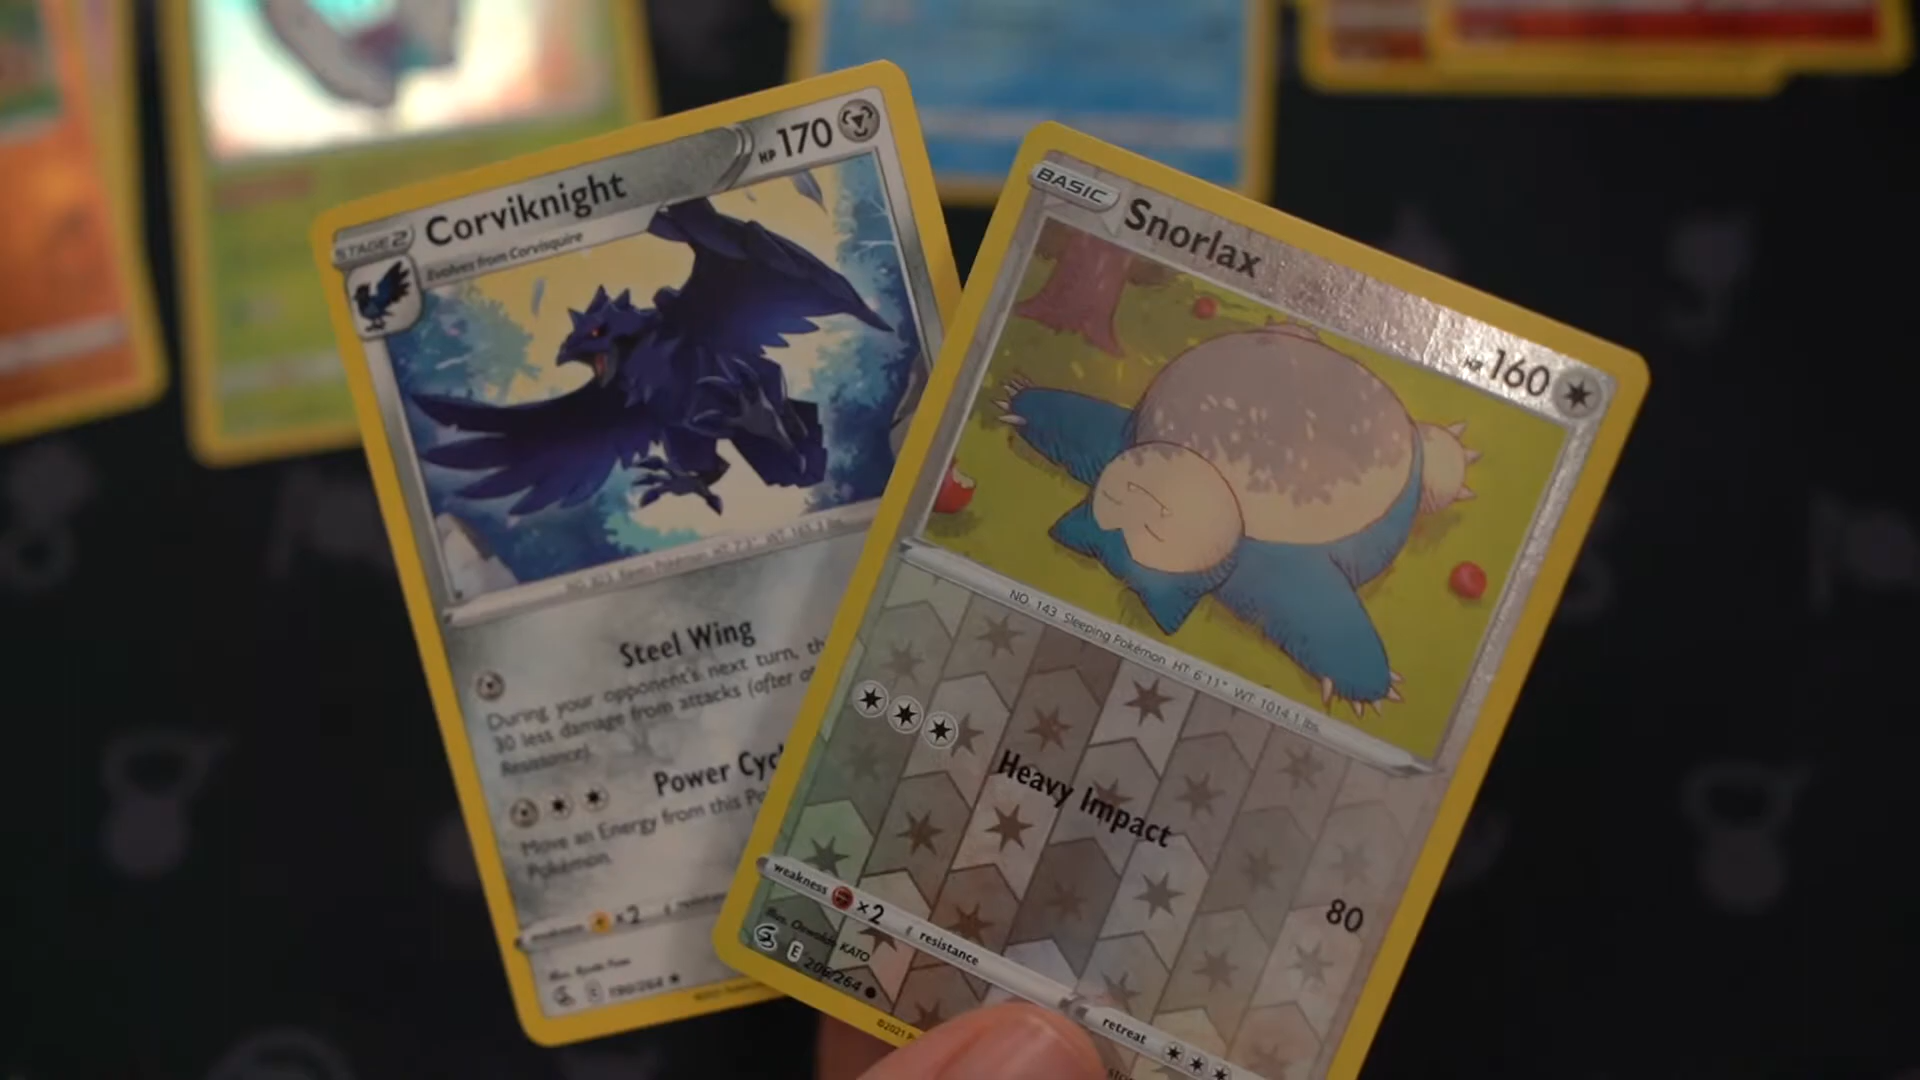 STAGE 2
Corviknight
HP 170
Evolves from Corvisquire
Steel Wing
During your opponent's next turn, th
30 less damage from attacks (after a
Resistance).
Power Cyc
Move an Energy from this Po
Pokémon.
weakness ×2
190/264
BASIC
Snorlax
HP 160
NO. 143 Sleeping Pokémon HT: 6'11" WT: 1014.1 lbs.
Heavy Impact
80
weakness ×2 resistance
retreat
Illus. Oswaldo KATO
E 206/264
©2021